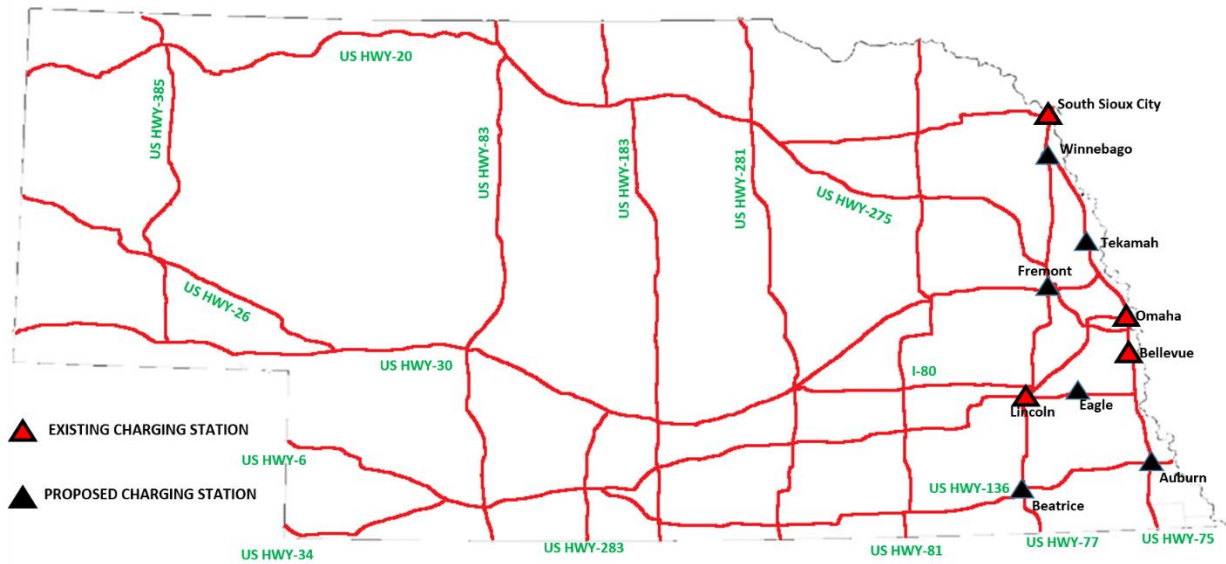 US HWY-20
South Sioux City
Winnebago
US HWY-385
US HWY-83
US HWY-183
US HWY-281
US HWY-275
Tekamah
Fremont
US HWY-26
Omaha
Bellevue
US HWY-30
I-80
Eagle
Lincoln
EXISTING CHARGING STATION
US HWY-6
Auburn
PROPOSED CHARGING STATION
US HWY-136
Beatrice
US HWY-34
US HWY-283
US HWY-81
US HWY-77
US HWY-75